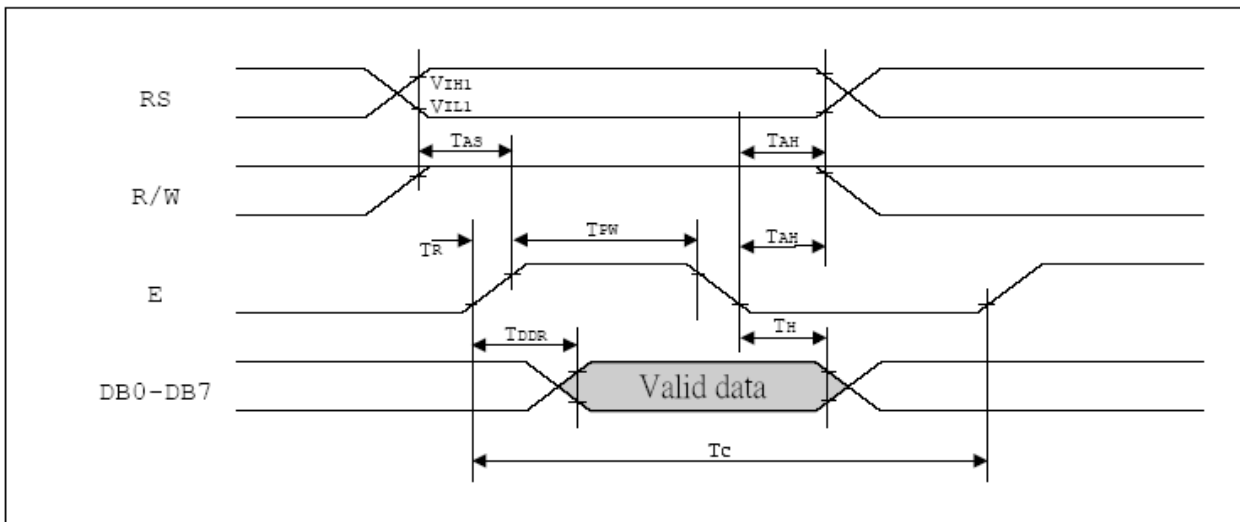 RS
VIH1
VIL1
TAS
TAH
R/W
TR
TPW
TAH
E
TDDR
TH
DB0-DB7
Valid data
TC